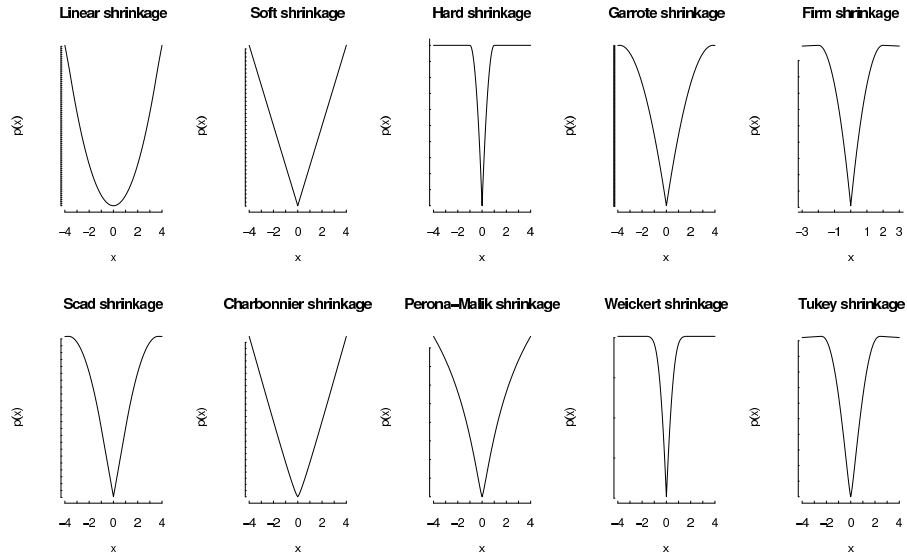 Linear shrinkage
p(x)
−4 −2 0 2 4
x
Soft shrinkage
p(x)
−4 −2 0 2 4
x
Hard shrinkage
p(x)
−4 −2 0 2 4
x
Garrote shrinkage
p(x)
−4 −2 0 2 4
x
Firm shrinkage
p(x)
−3 −1 1 2 3
x
Scad shrinkage
p(x)
−4 −2 0 2 4
x
Charbonnier shrinkage
p(x)
−4 −2 0 2 4
x
Perona−Malik shrinkage
p(x)
−4 −2 0 2 4
x
Weickert shrinkage
p(x)
−4 −2 0 2 4
x
Tukey shrinkage
p(x)
−4 −2 0 2 4
x